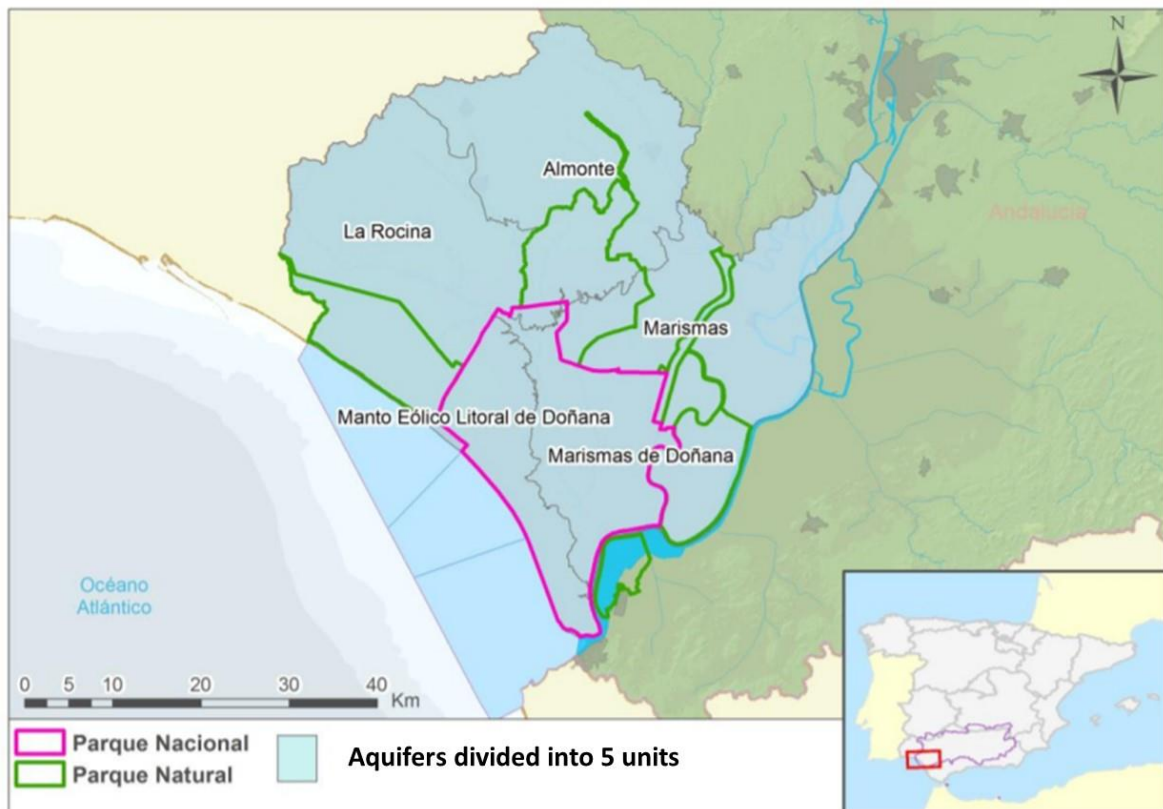 N
Almonte
Andalucía
La Rocina
Marismas
Manto Eólico Litoral de Doñana
Marismas de Doñana
Océano
Atlántico
0 5 10 20 30 40
Km
Parque Nacional
Parque Natural
Aquifers divided into 5 units